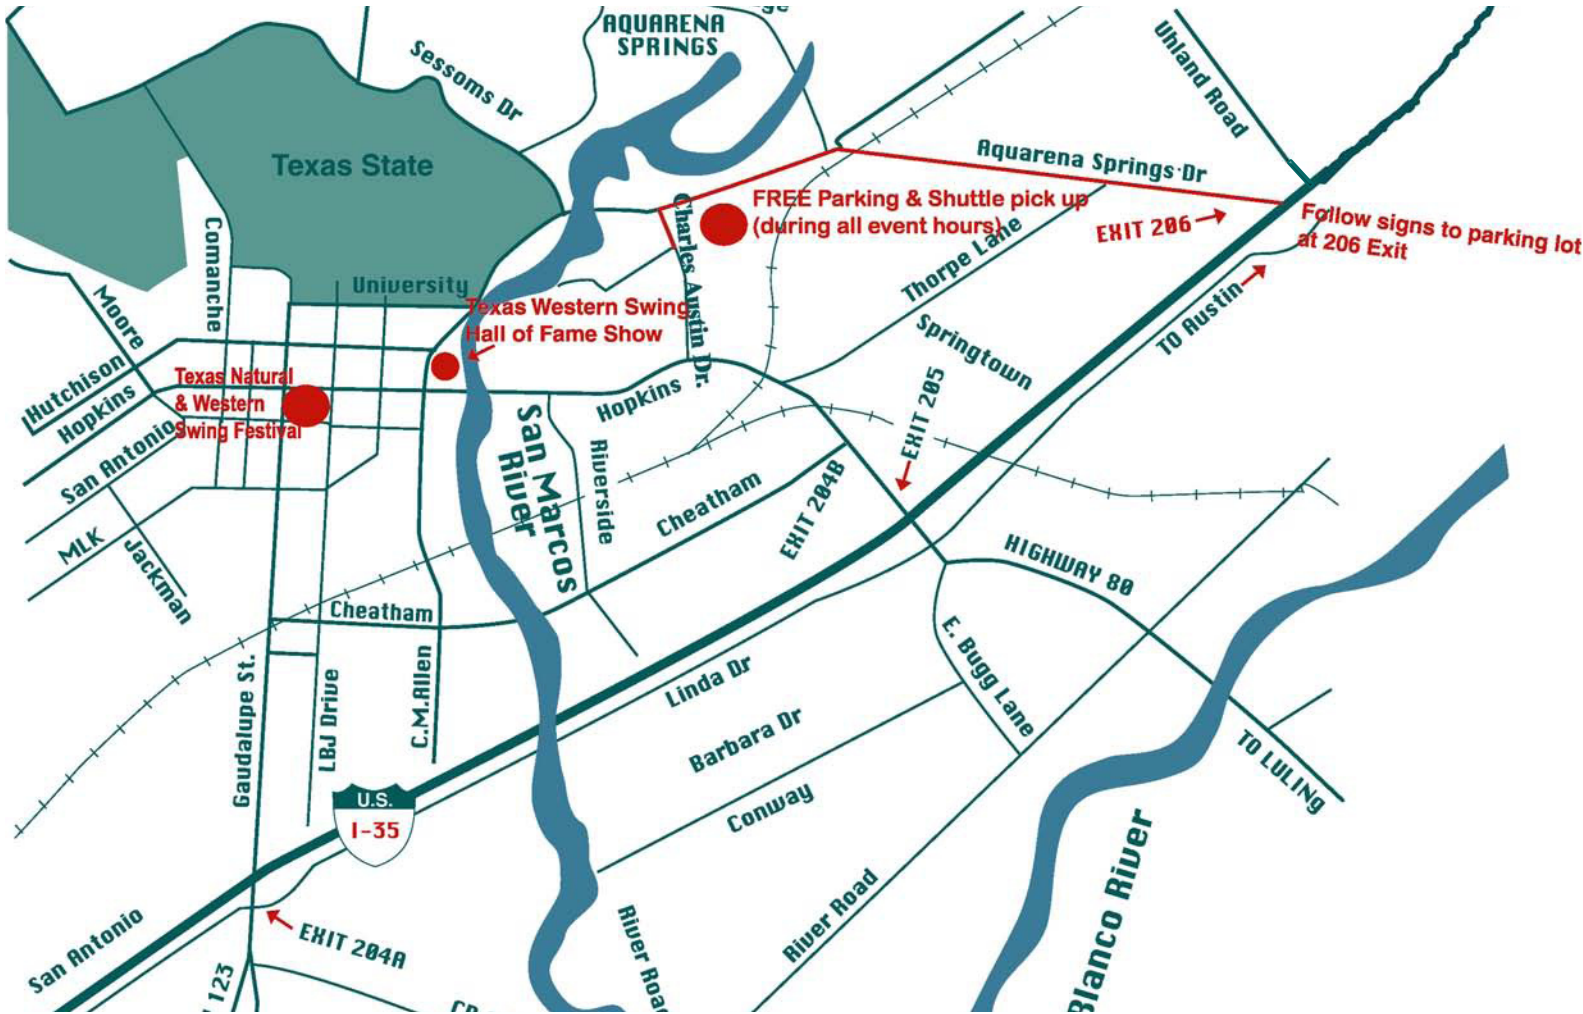 AQUARENA
SPRINGS
Sessoms Dr
Uhland Road
Texas State
Aquarena Springs Dr
FREE Parking & Shuttle pick up
(during all event hours)
Charles Austin Dr.
EXIT 206
Follow signs to parking lot
at 206 Exit
Thorpe Lane
Comanche
University
Moore
TO Austin
Texas Western Swing
Hall of Fame Show
Springtown
Hutchison
Hopkins
Texas Natural
& Western
Swing Festival
Hopkins
EXIT 205
San Antonio
San Marcos
River
Riverside
Cheatham
EXIT 204B
MLK
Jackman
HIGHWAY 80
Cheatham
E. Bugg Lane
Gaudalupe St.
LBJ Drive
C.M.Allen
Linda Dr
Barbara Dr
Conway
TO LULING
U.S.
I-35
San Antonio
EXIT 204A
River Road
River Road
Blanco River
123